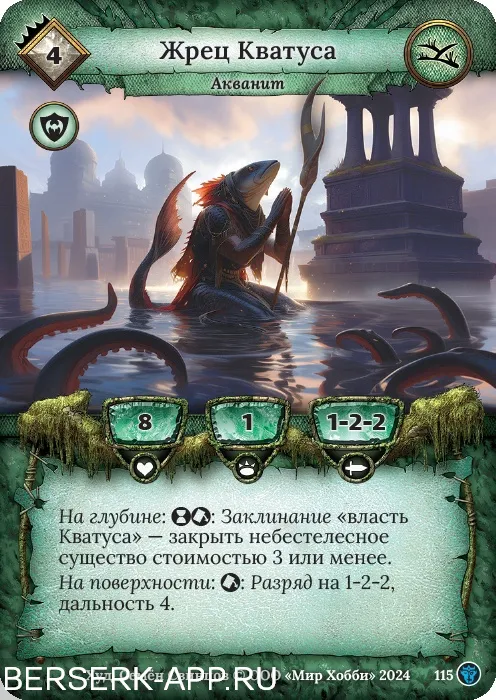 4
Жрец Кватуса
Акванит
8
1
1-2-2
На глубине: : Заклинание «власть
Кватуса» — закрыть небестелесное
существо стоимостью 3 или менее.
На поверхности: : Разряд на 1-2-2,
дальность 4.
© ООО «Мир Хобби» 2024 115
BERSERK-APP.RU